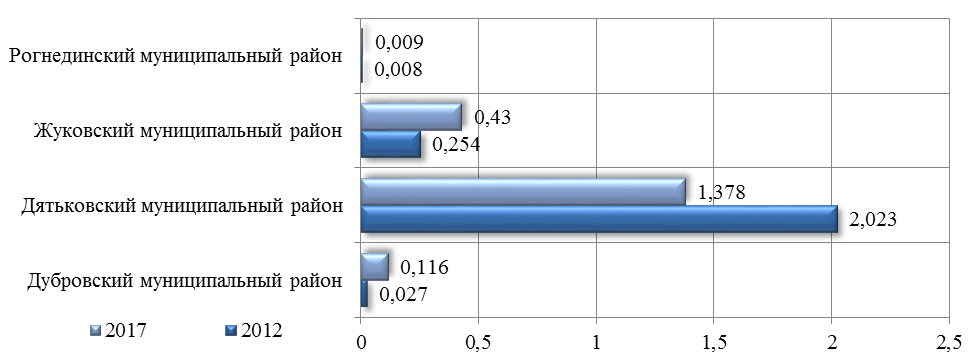 Рогнединский муниципальный район
0,009
0,008
Жуковский муниципальный район
0,43
0,254
Дятьковский муниципальный район
1,378
2,023
Дубровский муниципальный район
0,116
0,027
2017 2012
0 0,5 1 1,5 2 2,5